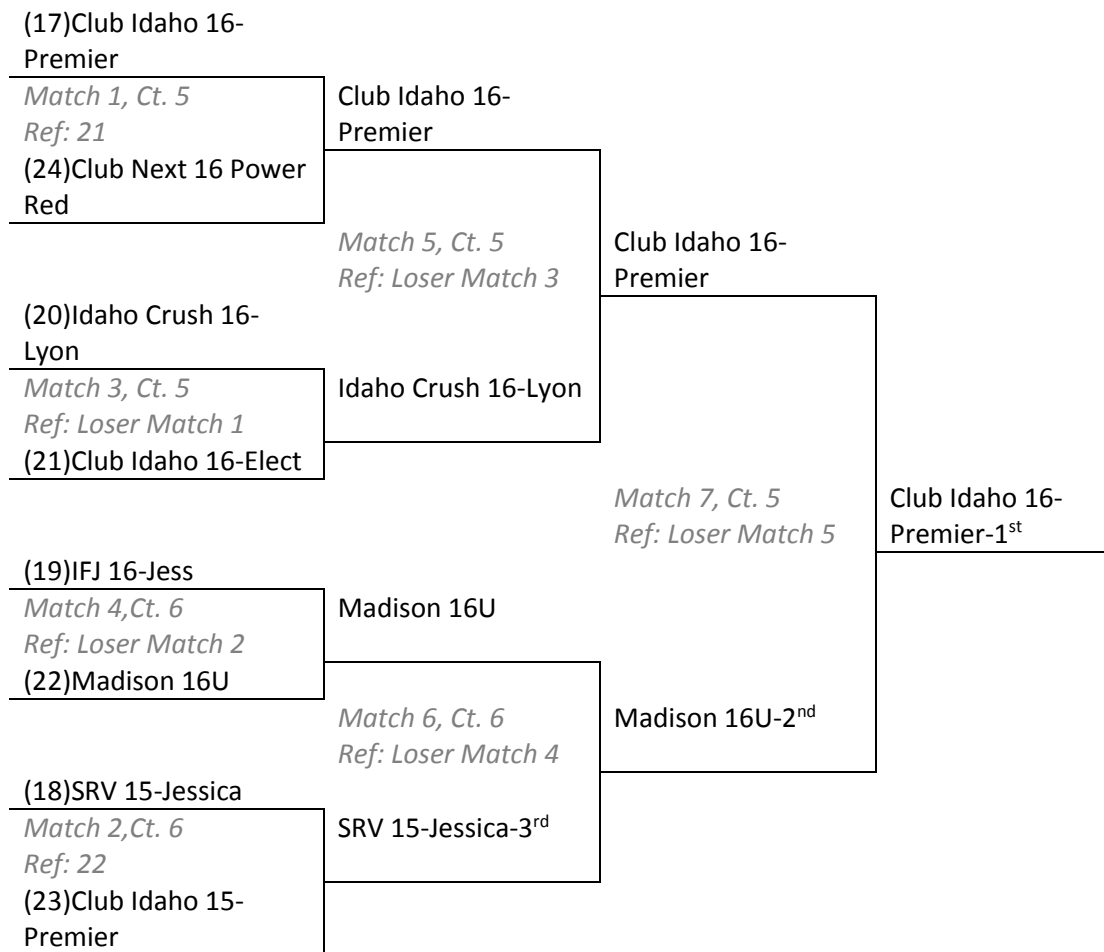 (17)Club Idaho 16-
Premier
Match 1, Ct. 5
Ref: 21
(24)Club Next 16 Power
Red
Club Idaho 16-
Premier
Match 5, Ct. 5
Ref: Loser Match 3
Club Idaho 16-
Premier
(20)Idaho Crush 16-
Lyon
Match 3, Ct. 5
Ref: Loser Match 1
(21)Club Idaho 16-Elect
Idaho Crush 16-Lyon
Match 7, Ct. 5
Ref: Loser Match 5
Club Idaho 16-
Premier-1st
(19)IFJ 16-Jess
Match 4,Ct. 6
Ref: Loser Match 2
(22)Madison 16U
Madison 16U
Match 6, Ct. 6
Ref: Loser Match 4
Madison 16U-2nd
(18)SRV 15-Jessica
Match 2,Ct. 6
Ref: 22
(23)Club Idaho 15-
Premier
SRV 15-Jessica-3rd